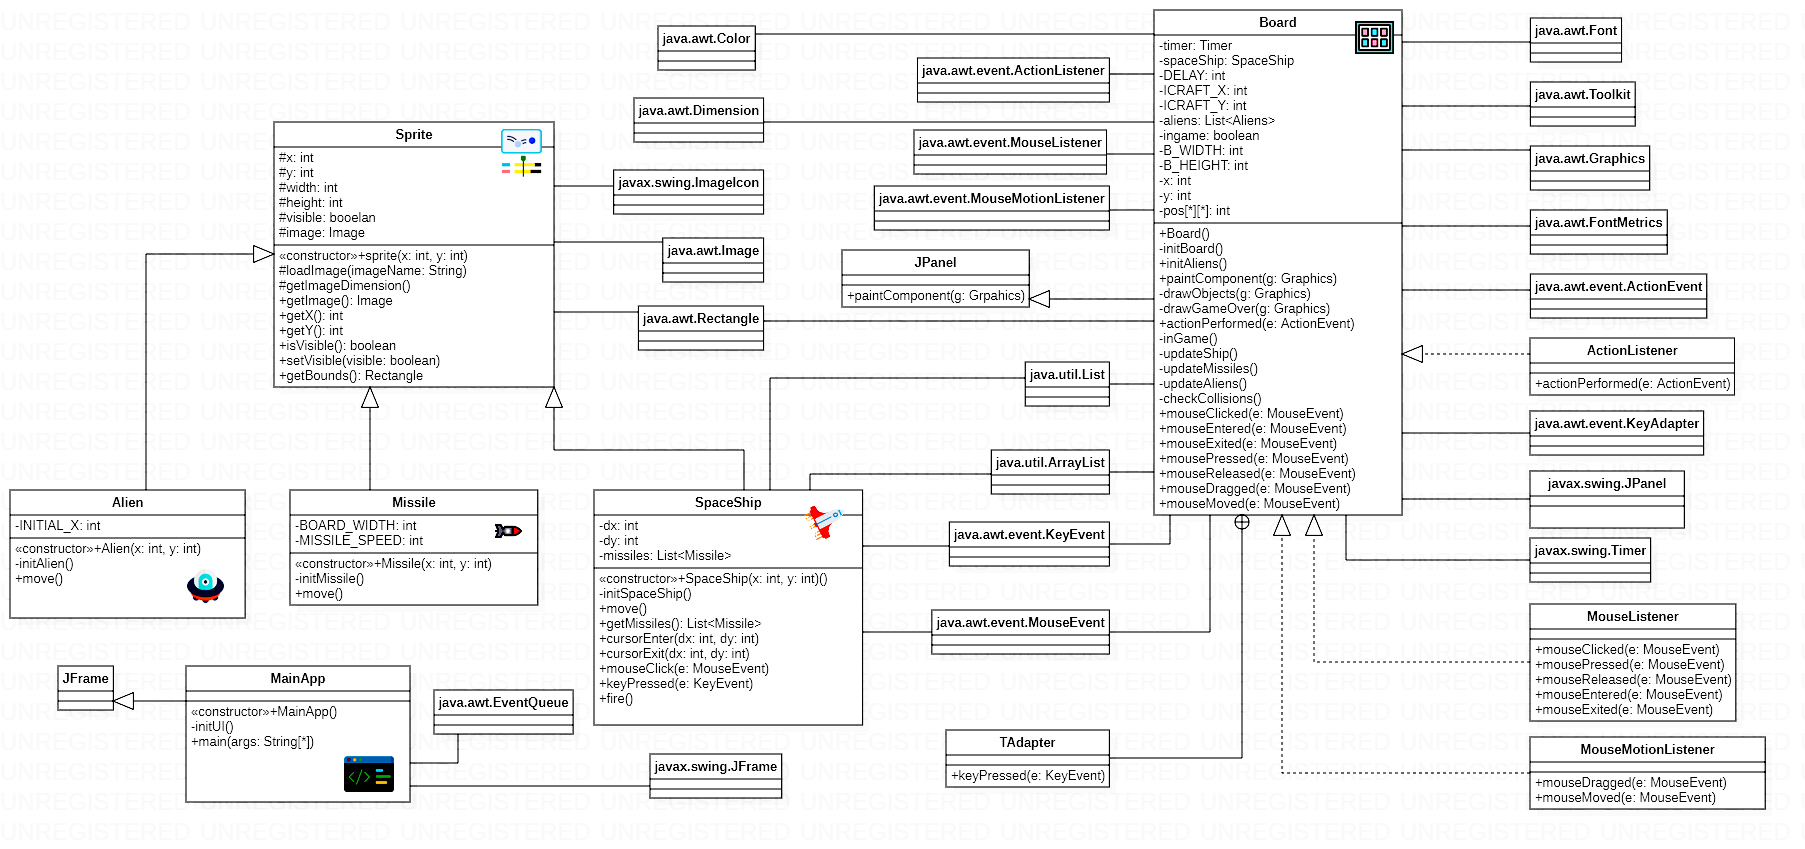 Sprite
#x: int
#y: int
#width: int
#height: int
#visible: booelan
#image: Image
«constructor»+sprite(x: int, y: int)
#loadImage(imageName: String)
#getImageDimension()
+getImage(): Image
+getX(): int
+getY(): int
+isVisible(): boolean
+setVisible(visible: boolean)
+getBounds(): Rectangle
java.awt.Color
java.awt.Dimension
javax.swing.ImageIcon
java.awt.Image
java.awt.Rectangle
java.awt.event.ActionListener
java.awt.event.MouseListener
java.awt.event.MouseMotionListener
JPanel
+paintComponent(g: Grpahics)
java.util.List
java.util.ArrayList
java.awt.event.KeyEvent
java.awt.event.MouseEvent
TAdapter
+keyPressed(e: KeyEvent)
Board
-timer: Timer
-spaceShip: SpaceShip
-DELAY: int
-ICRAFT_X: int
-ICRAFT_Y: int
-aliens: List<Aliens>
-ingame: boolean
-B_WIDTH: int
-B_HEIGHT: int
-x: int
-y: int
-pos[*][*]: int
+Board()
-initBoard()
+initAliens()
+paintComponent(g: Graphics)
-drawObjects(g: Graphics)
-drawGameOver(g: Graphics)
+actionPerformed(e: ActionEvent)
-inGame()
-updateShip()
-updateMissiles()
-updateAliens()
-checkCollisions()
+mouseClicked(e: MouseEvent)
+mouseEntered(e: MouseEvent)
+mouseExited(e: MouseEvent)
+mousePressed(e: MouseEvent)
+mouseReleased(e: MouseEvent)
+mouseDragged(e: MouseEvent)
+mouseMoved(e: MouseEvent)
java.awt.Font
java.awt.Toolkit
java.awt.Graphics
java.awt.FontMetrics
java.awt.event.ActionEvent
ActionListener
+actionPerformed(e: ActionEvent)
java.awt.event.KeyAdapter
javax.swing.JPanel
javax.swing.Timer
MouseListener
+mouseClicked(e: MouseEvent)
+mousePressed(e: MouseEvent)
+mouseReleased(e: MouseEvent)
+mouseEntered(e: MouseEvent)
+mouseExited(e: MouseEvent)
MouseMotionListener
+mouseDragged(e: MouseEvent)
+mouseMoved(e: MouseEvent)
Alien
-INITIAL_X: int
«constructor»+Alien(x: int, y: int)
-initAlien()
+move()
Missile
-BOARD_WIDTH: int
-MISSILE_SPEED: int
«constructor»+Missile(x: int, y: int)
-initMissile()
+move()
SpaceShip
-dx: int
-dy: int
-missiles: List<Missile>
«constructor»+SpaceShip(x: int, y: int)()
-initSpaceShip()
+move()
+getMissiles(): List<Missile>
+cursorEnter(dx: int, dy: int)
+cursorExit(dx: int, dy: int)
+mouseClick(e: MouseEvent)
+keyPressed(e: KeyEvent)
+fire()
JFrame
MainApp
«constructor»+MainApp()
-initUI()
+main(args: String[*])
</>
java.awt.EventQueue
javax.swing.JFrame
UNREGISTERED